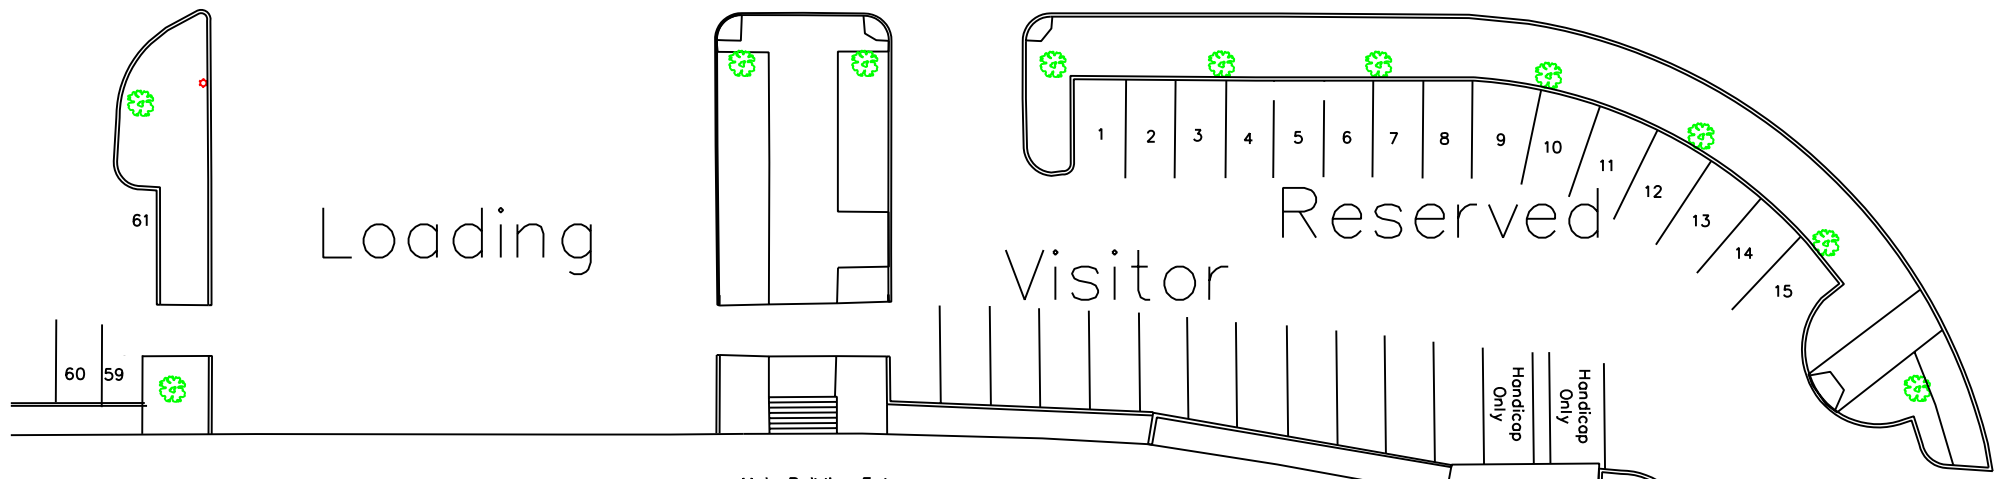 1 2 3 4 5 6 7 8 9 10 11 12 13 14 15
61
Loading
Reserved
Visitor
60 59
Handicap
Only
Handicap
Only